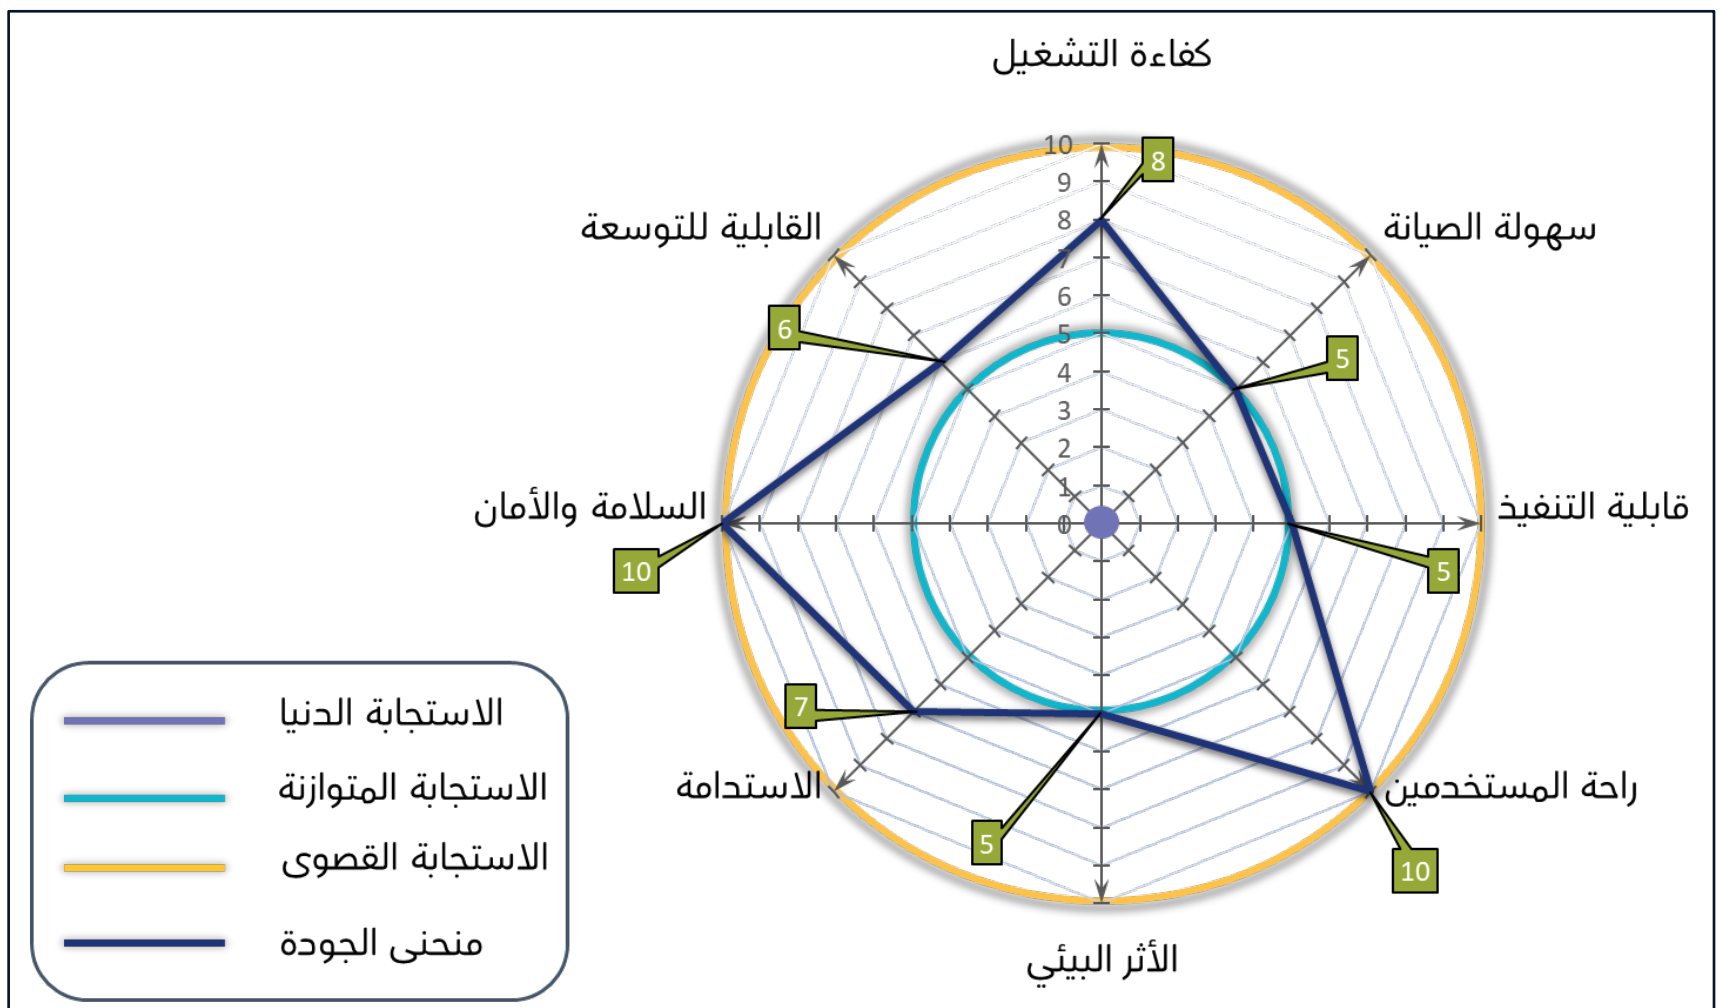 كفاءة التشغيل
سهولة الصيانة
القابلية للتوسعة
قابلية التنفيذ
السلامة والأمان
راحة المستخدمين
الاستدامة
الأثر البيئي
10
9
8
7
6
5
4
3
2
1
0
8
5
5
10
5
7
10
6
الاستجابة الدنيا
الاستجابة المتوازنة
الاستجابة القصوى
منحنى الجودة